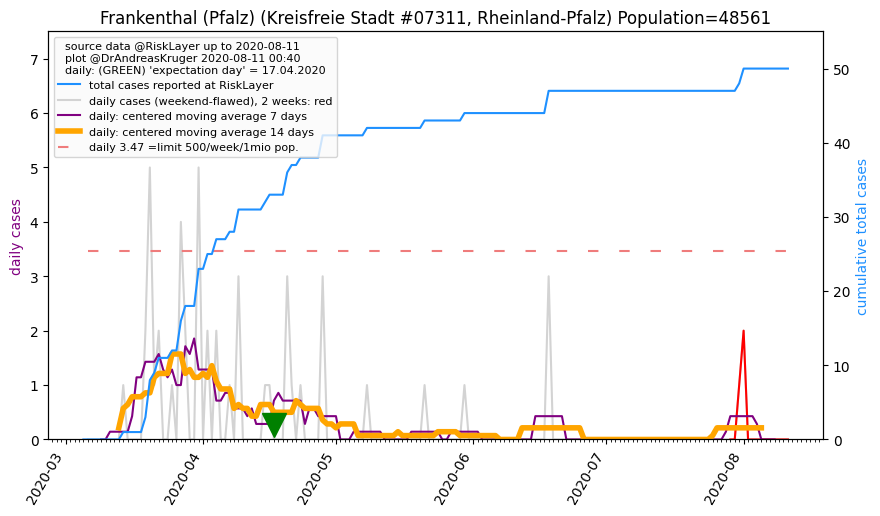 Frankenthal (Pfalz) (Kreisfreie Stadt #07311, Rheinland-Pfalz) Population=48561
source data @RiskLayer up to 2020-08-11
plot @DrAndreasKruger 2020-08-11 00:40
daily: (GREEN) 'expectation day' = 17.04.2020
total cases reported at RiskLayer
daily cases (weekend-flawed), 2 weeks: red
daily: centered moving average 7 days
daily: centered moving average 14 days
daily 3.47 =limit 500/week/1mio pop.
daily cases
7
6
5
4
3
2
1
0
cumulative total cases
50
40
30
20
10
0
2020-03
2020-04
2020-05
2020-06
2020-07
2020-08